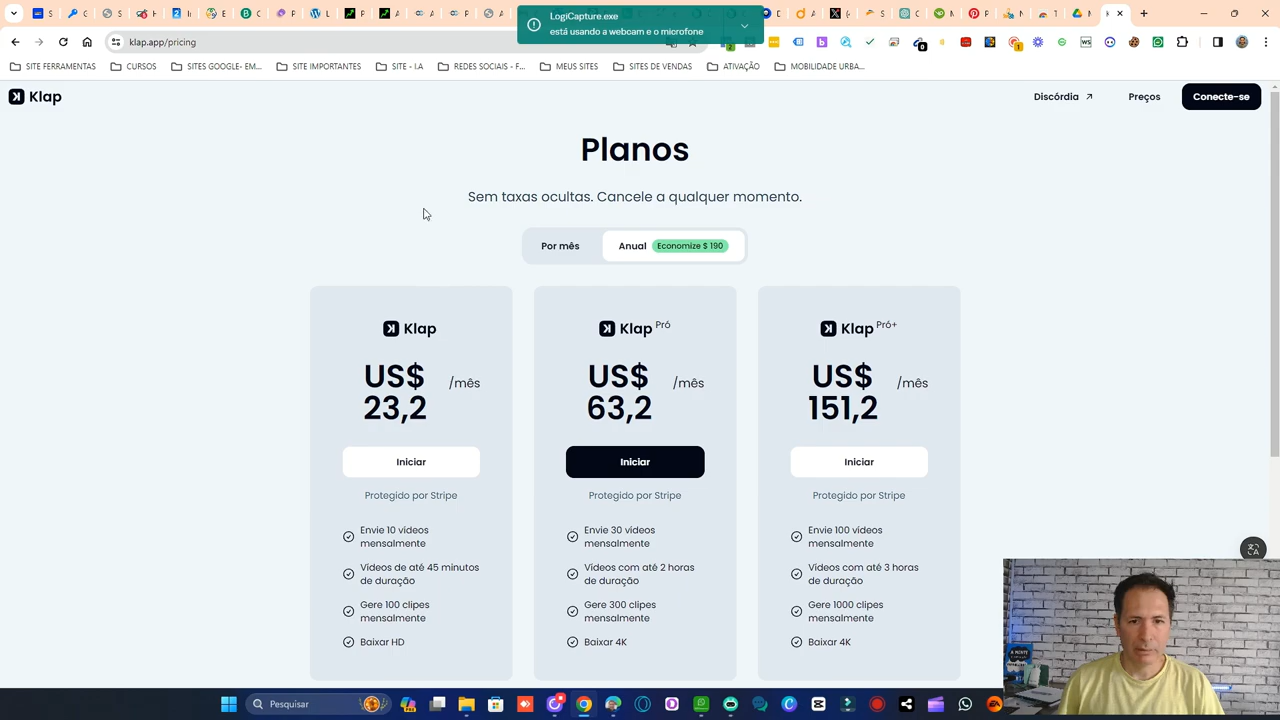 LogiCapture.exe
está usando a webcam e o microfone
klap.app/pricing
SITE FERRAMENTAS
CURSOS
SITES GOOGLE- EM...
SITE IMPORTANTES
SITE - I.A
REDES SOCIAIS - F...
MEUS SITES
SITES DE VENDAS
ATIVAÇÃO
MOBILIDADE URBA...
Klap
Discórdia
Preços
Conecte-se
Planos
Sem taxas ocultas. Cancele a qualquer momento.
Por mês
Anual
Economize $ 190
Klap
US$
23,2
/mês
Iniciar
Protegido por Stripe
Envie 10 vídeos
mensalmente
Vídeos de até 45 minutos
de duração
Gere 100 clipes
mensalmente
Baixar HD
Klap Pró
US$
63,2
/mês
Iniciar
Protegido por Stripe
Envie 30 vídeos
mensalmente
Vídeos com até 2 horas
de duração
Gere 300 clipes
mensalmente
Baixar 4K
Klap Pró+
US$
151,2
/mês
Iniciar
Protegido por Stripe
Envie 100 vídeos
mensalmente
Vídeos com até 3 horas
de duração
Gere 1000 clipes
mensalmente
Baixar 4K
Pesquisar